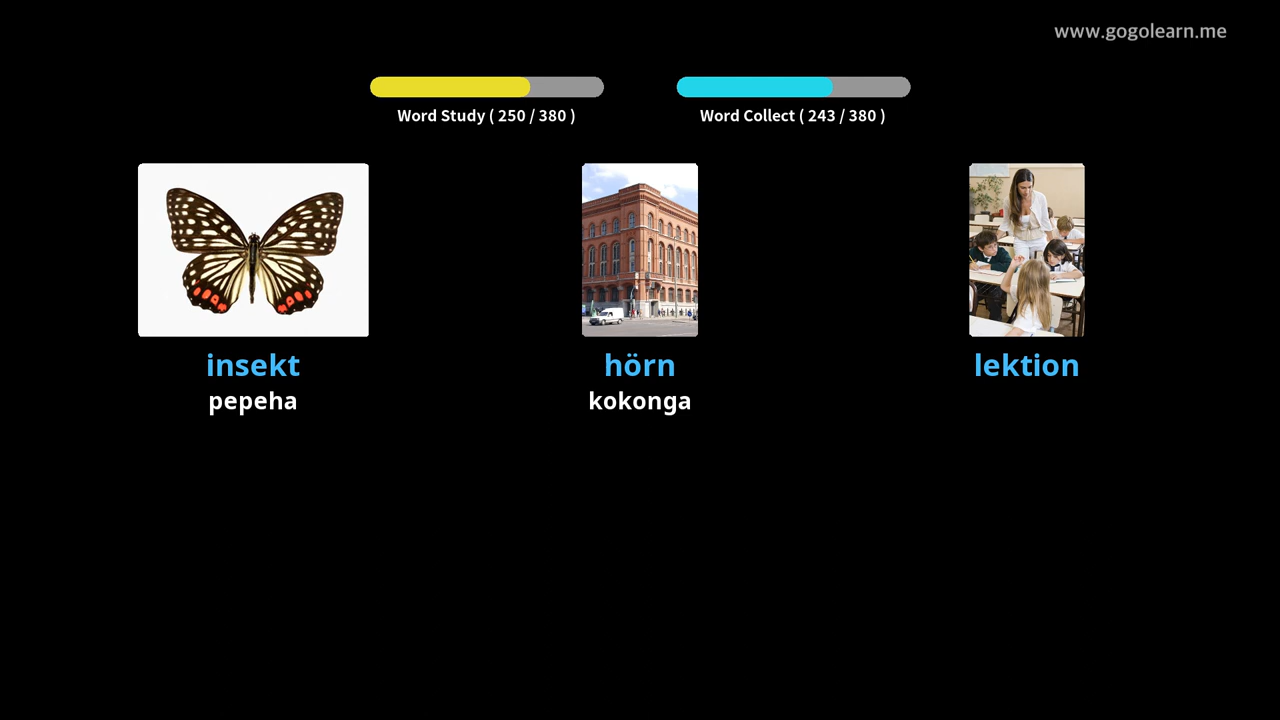 www.gogolearn.me
Word Study ( 250 / 380 )
Word Collect ( 243 / 380 )
insekt
pepeha
hörn
kokonga
lektion